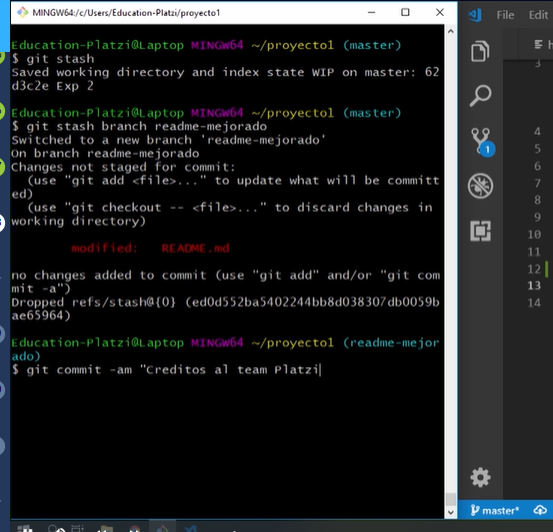 MINGW64:/c/Users/Education-Platzi/proyecto1
File Edit
Education-Platzi@Laptop MINGW64 ~/proyecto1 (master)
$ git stash
Saved working directory and index state WIP on master: 62
d3c2e Exp 2
Education-Platzi@Laptop MINGW64 ~/proyecto1 (master)
$ git stash branch readme-mejorado
Switched to a new branch 'readme-mejorado'
On branch readme-mejorado
Changes not staged for commit:
(use "git add <file>..." to update what will be committ
ed)
(use "git checkout -- <file>..." to discard changes in
working directory)
modified: README.md
no changes added to commit (use "git add" and/or "git com
mit -a")
Dropped refs/stash@{0} (ed0d552ba5402244bb8d038307db0059b
ae65964)
Education-Platzi@Laptop MINGW64 ~/proyecto1 (readme-mejor
ado)
$ git commit -am "Creditos al team Platzi
1
3
4
5
6
7
8
9
10
11
12
13
14
master*